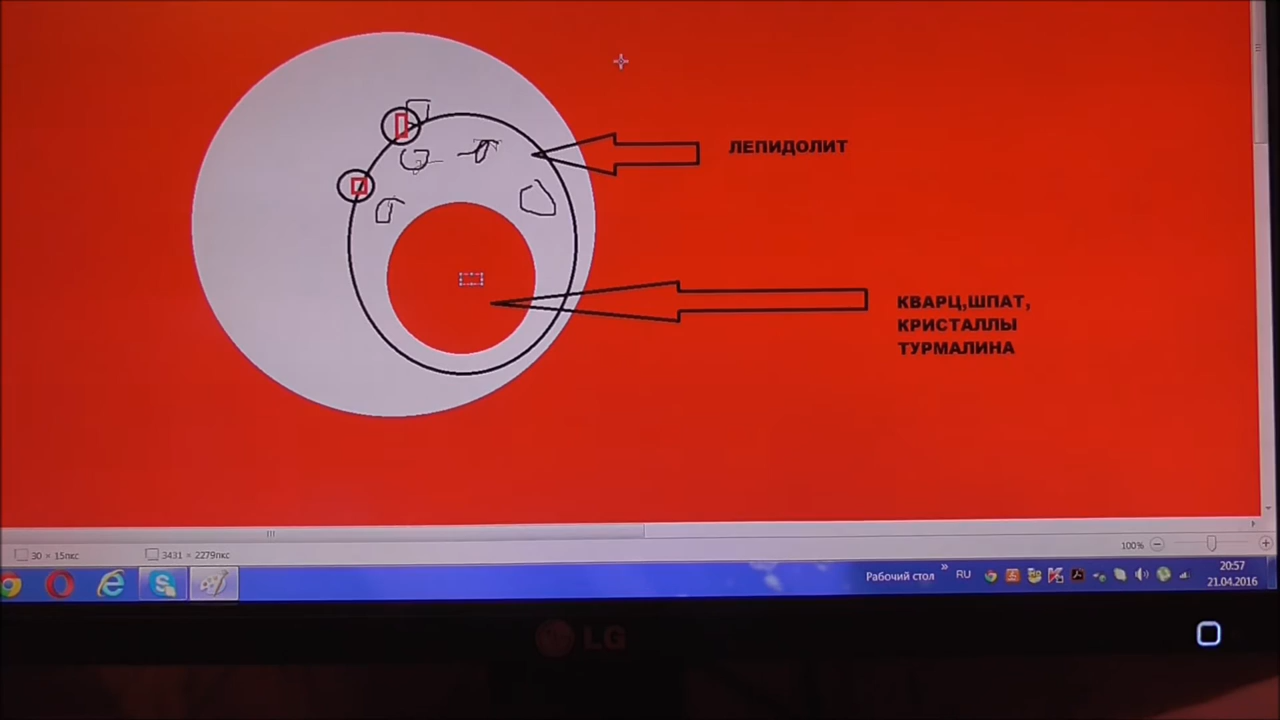 ЛЕПИДОЛИТ
КВАРЦ,ШПАТ,
КРИСТАЛЛЫ
ТУРМАЛИНА
30 × 15пкс
3431 × 2279пкс
100%
Рабочий стол
»
RU
20:57
21.04.2016
LG